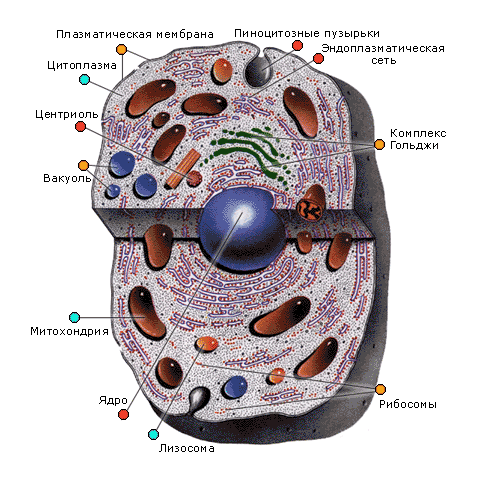 Плазматическая мембрана
Пиноцитозные пузырьки
Эндоплазматическая
сеть
Цитоплазма
Центриоль
Комплекс
Гольджи
Вакуоль
Митохондрия
Ядро
Рибосомы
Лизосома